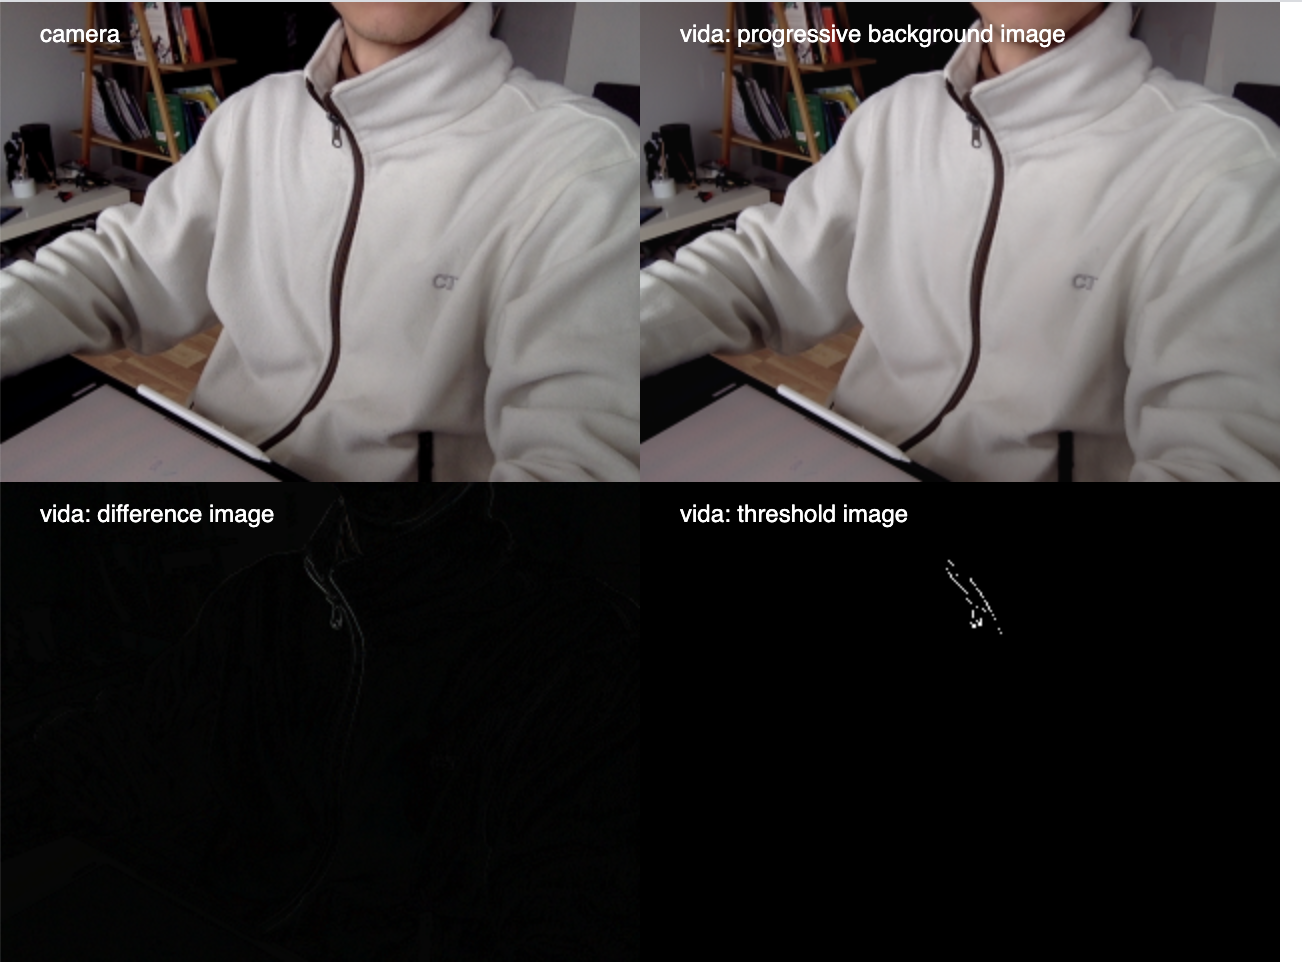 camera
vida: progressive background image
CT
CT
vida: difference image
vida: threshold image